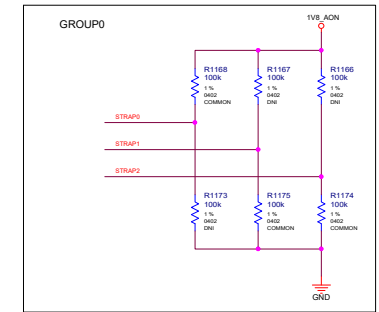 GROUP0
1V8_AON
R1168
100k
1 %
0402
COMMON
R1167
100k
1 %
0402
DNI
R1166
100k
1 %
0402
DNI
STRAP0
STRAP1
STRAP2
R1173
100k
1 %
0402
DNI
R1175
100k
1 %
0402
COMMON
R1174
100k
1 %
0402
COMMON
GND